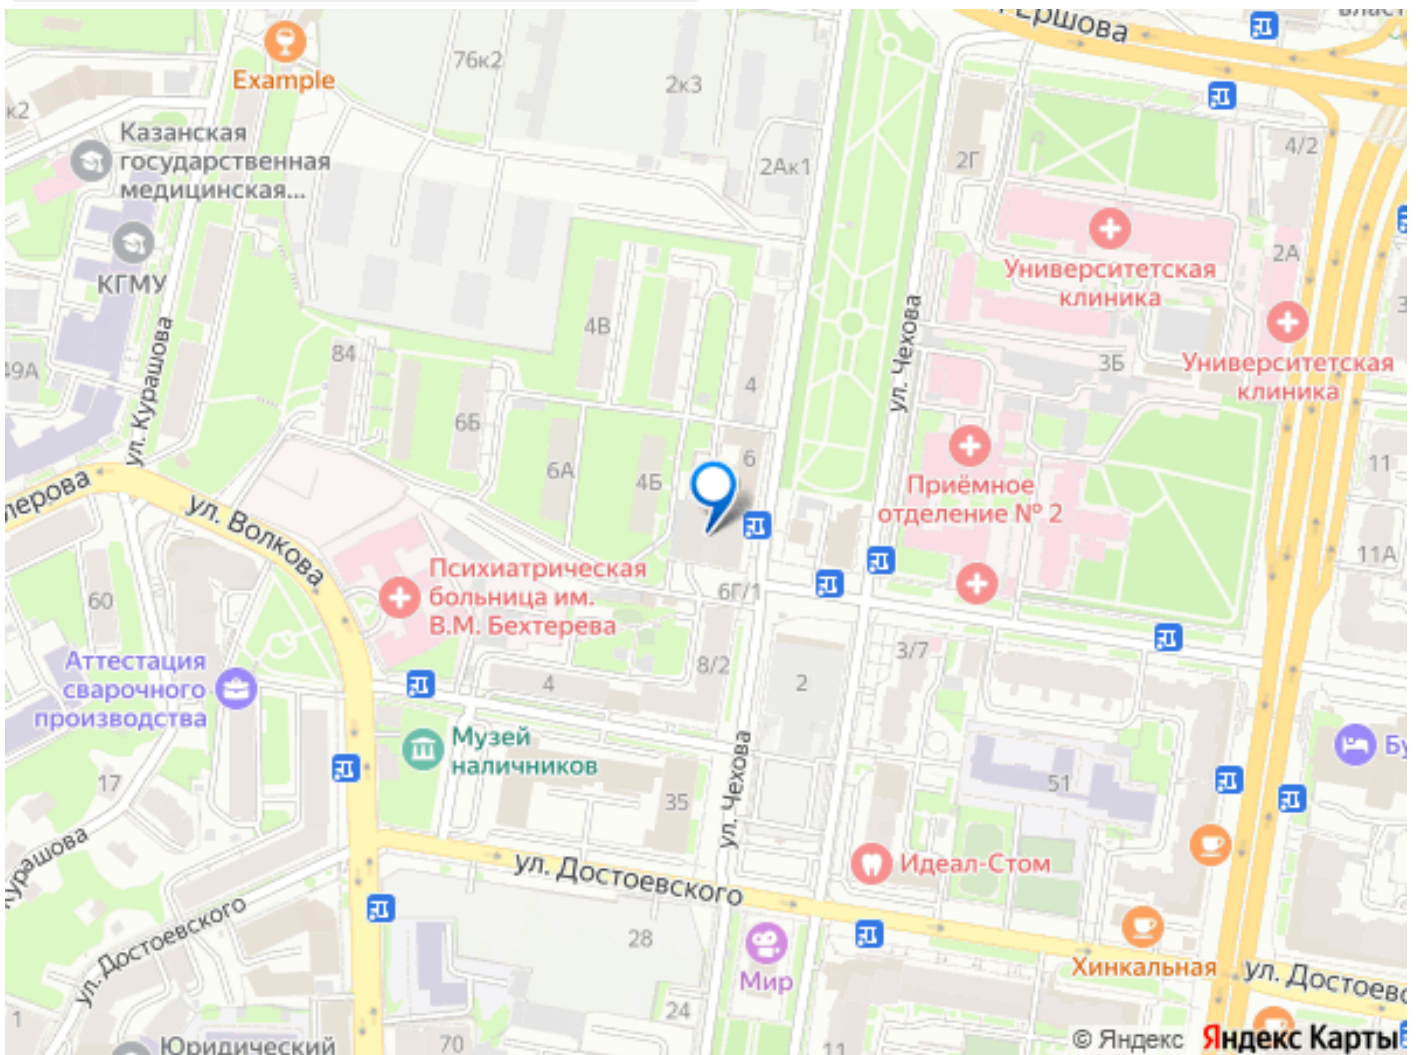 Ершова
Example
76к2
2к3
к2
Казанская
государственная
медицинская...
2Ак1
2Г
4/2
Университетская
клиника
2А
КГМУ
4В
ул. Чехова
Университетская
клиника
49А
ул. Курашова
84
4
3Б
6Б
6
6А
4Б
11
Приёмное
отделение № 2
лерова
ул. Волкова
11А
60
Психиатрическая
больница им.
В.М. Бехтерева
6Г/1
3/7
8/2
Аттестация
сварочного
производства
4
2
Музей
наличников
ул. Чехова
Бу
17
35
51
Курашова
ул. Достоевского
Идеал-Стом
ул. Достоевского
28
Мир
Хинкальная
ул. Достоевс
24
1
Юридический
70
11
© Яндекс Яндекс Карты